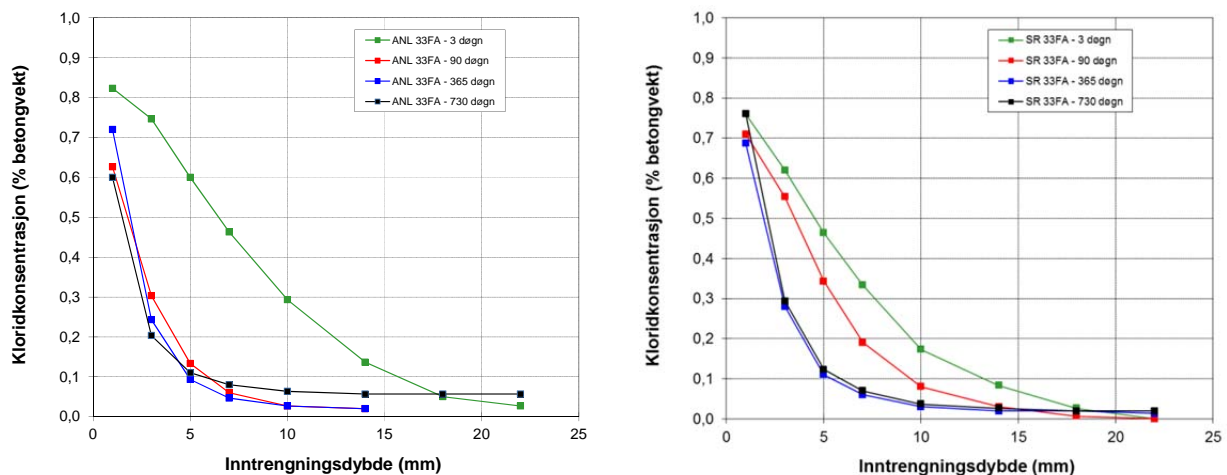 Kloridkonsentrasjon (% betongvekt)
1,0
0,9
0,8
0,7
0,6
0,5
0,4
0,3
0,2
0,1
0,0
ANL 33FA - 3 døgn
ANL 33FA - 90 døgn
ANL 33FA - 365 døgn
ANL 33FA - 730 døgn
0 5 10 15 20 25
Inntrengningsdybde (mm)
Kloridkonsentrasjon (% betongvekt)
1,0
0,9
0,8
0,7
0,6
0,5
0,4
0,3
0,2
0,1
0,0
SR 33FA - 3 døgn
SR 33FA - 90 døgn
SR 33FA - 365 døgn
SR 33FA - 730 døgn
0 5 10 15 20 25
Inntrengningsdybde (mm)